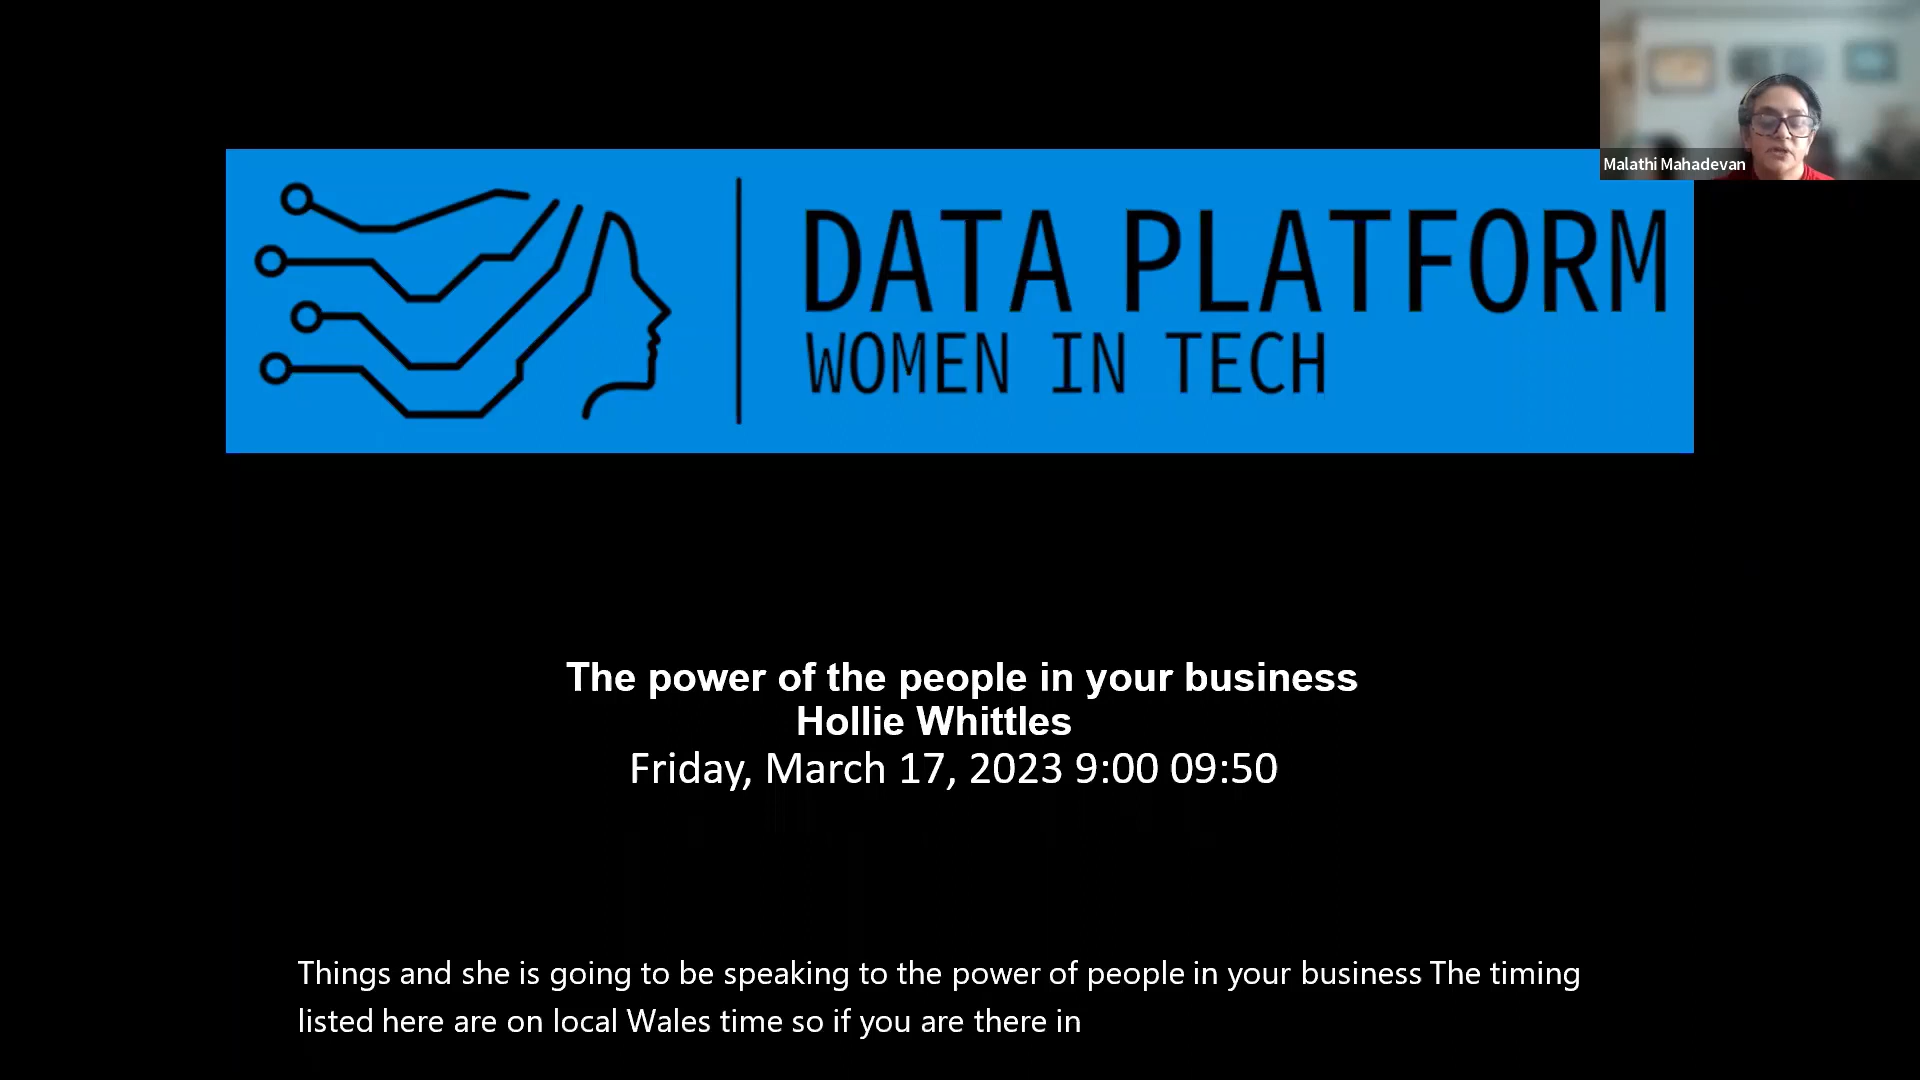 Malathi Mahadevan
DATA PLATFORM
WOMEN IN TECH
The power of the people in your business
Hollie Whittles
Friday, March 17, 2023 9:00 09:50
Things and she is going to be speaking to the power of people in your business The timing
listed here are on local Wales time so if you are there in